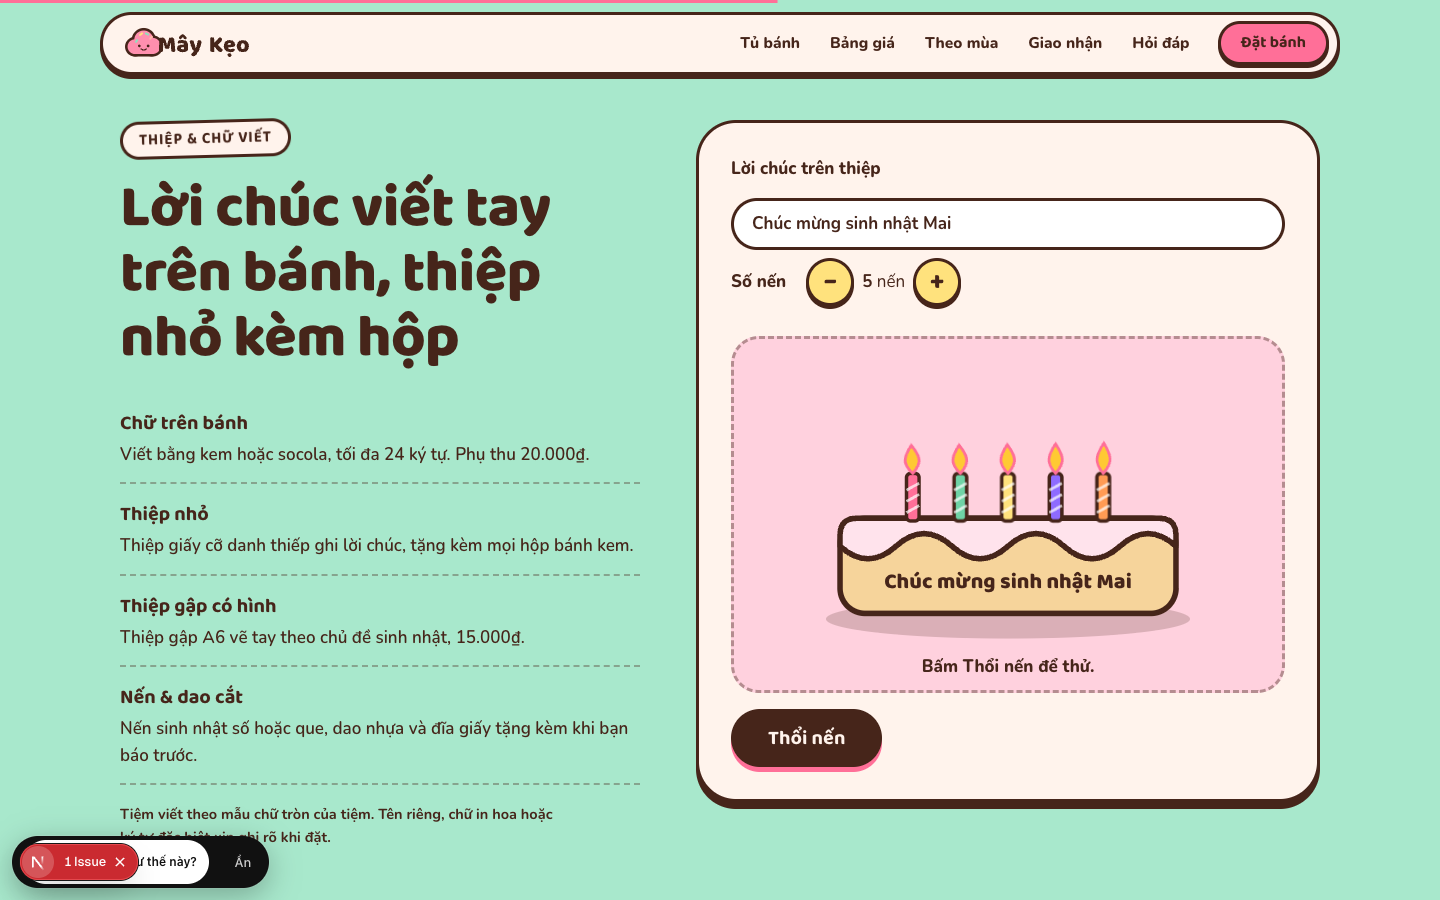 Mây Kẹo
Tủ bánh
Bảng giá
Theo mùa
Giao nhận
Hỏi đáp
Đặt bánh
THIỆP & CHỮ VIẾT
Lời chúc viết tay
trên bánh, thiệp
nhỏ kèm hộp
Chữ trên bánh
Viết bằng kem hoặc socola, tối đa 24 ký tự. Phụ thu 20.000₫.
Thiệp nhỏ
Thiệp giấy cỡ danh thiếp ghi lời chúc, tặng kèm mọi hộp bánh kem.
Thiệp gập có hình
Thiệp gập A6 vẽ tay theo chủ đề sinh nhật, 15.000₫.
Nến & dao cắt
Nến sinh nhật số hoặc que, dao nhựa và đĩa giấy tặng kèm khi bạn
báo trước.
Tiệm viết theo mẫu chữ tròn của tiệm. Tên riêng, chữ in hoa hoặc
rõ khi đặt.
1 Issue
thế này?
Ẩn
Lời chúc trên thiệp
Chúc mừng sinh nhật Mai
Số nến
−
5 nến
+
Chúc mừng sinh nhật Mai
Bấm Thổi nến để thử.
Thổi nến